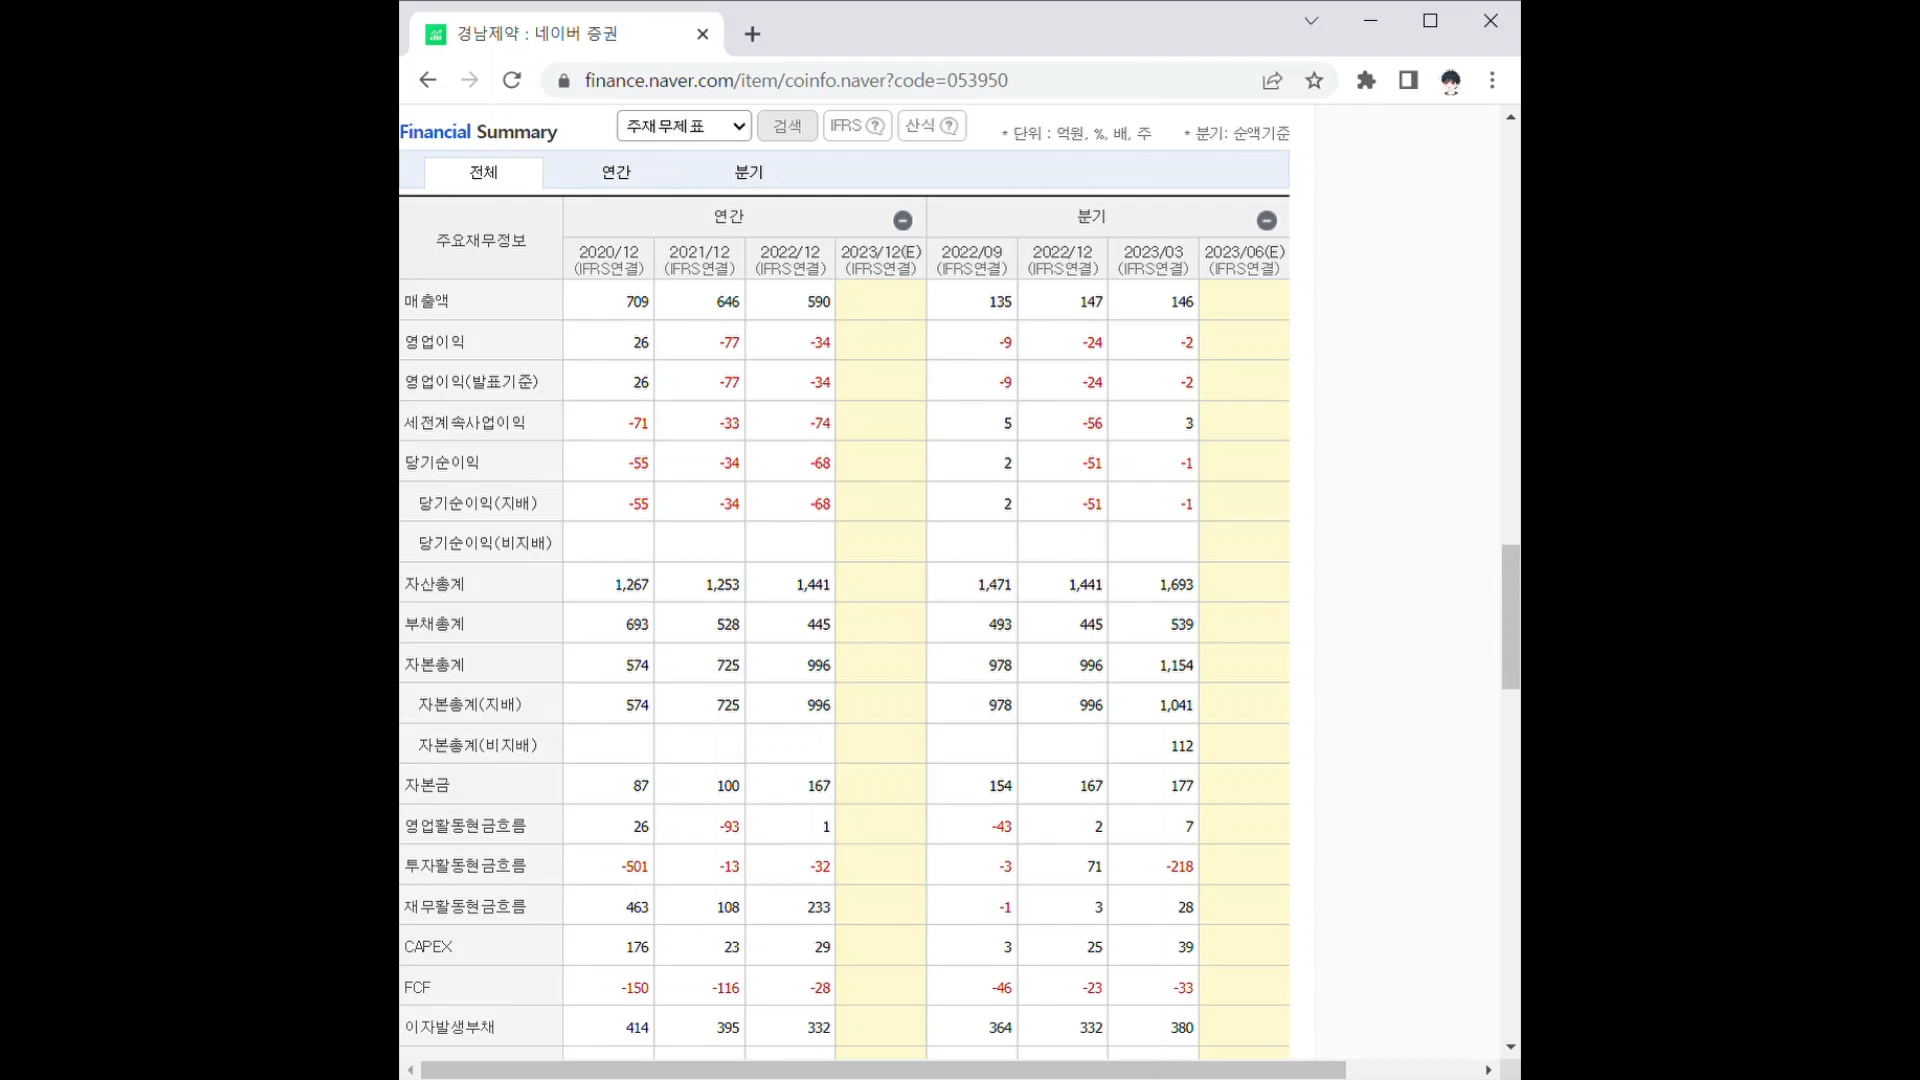 경남제약 : 네이버 증권
finance.naver.com/item/coinfo.naver?code=053950
Financial Summary 주재무제표 검색 IFRS ? 산식 ? * 단위 : 억원, %, 배, 주 * 분기: 순액기준
전체 연간 분기
주요재무정보 연간 분기
2020/12 2021/12 2022/12 2023/12(E) 2022/09 2022/12 2023/03 2023/06(E)
(IFRS연결) (IFRS연결) (IFRS연결) (IFRS연결) (IFRS연결) (IFRS연결) (IFRS연결) (IFRS연결)
매출액 709 646 590 135 147 146
영업이익 26 -77 -34 -9 -24 -2
영업이익(발표기준) 26 -77 -34 -9 -24 -2
세전계속사업이익 -71 -33 -74 5 -56 3
당기순이익 -55 -34 -68 2 -51 -1
당기순이익(지배) -55 -34 -68 2 -51 -1
당기순이익(비지배)
자산총계 1,267 1,253 1,441 1,471 1,441 1,693
부채총계 693 528 445 493 445 539
자본총계 574 725 996 978 996 1,154
자본총계(지배) 574 725 996 978 996 1,041
자본총계(비지배) 112
자본금 87 100 167 154 167 177
영업활동현금흐름 26 -93 1 -43 2 7
투자활동현금흐름 -501 -13 -32 -3 71 -218
재무활동현금흐름 463 108 233 -1 3 28
CAPEX 176 23 29 3 25 39
FCF -150 -116 -28 -46 -23 -33
이자발생부채 414 395 332 364 332 380